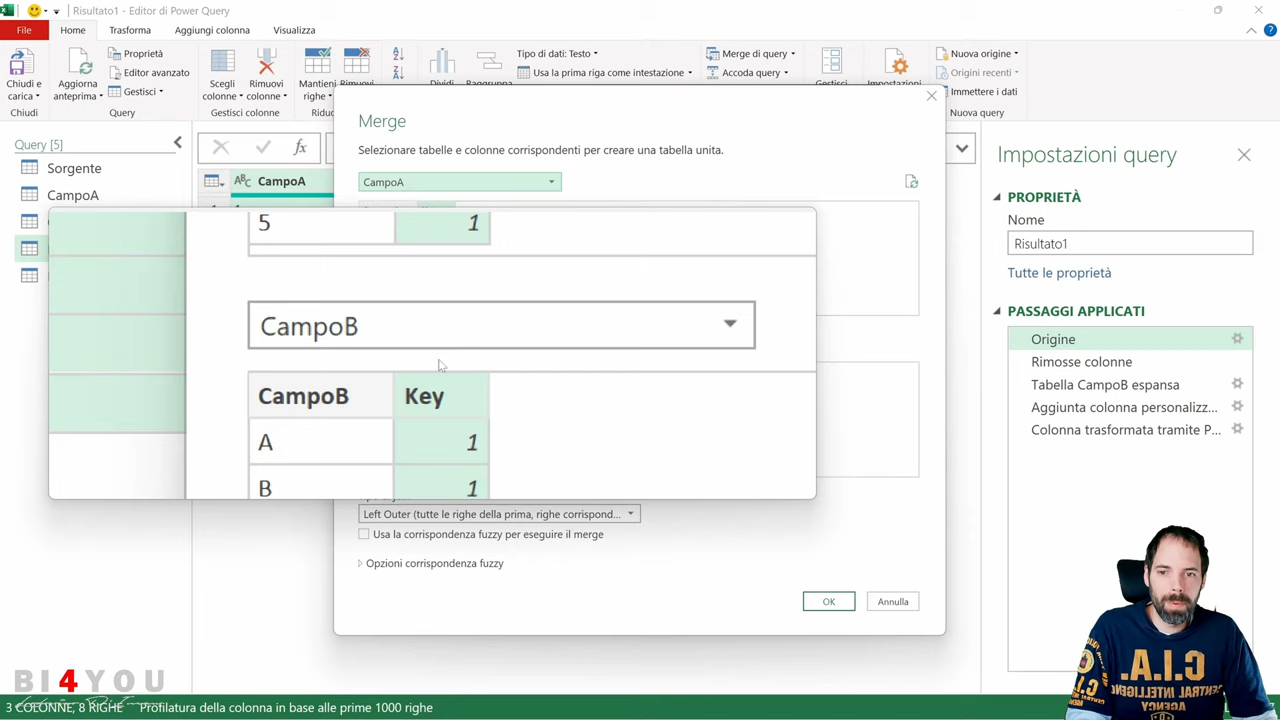 Risultato1 - Editor di Power Query
File
Home
Trasforma
Aggiungi colonna
Visualizza
Chiudi e carica
Chiudi
Aggiorna anteprima
Proprietà
Editor avanzato
Gestisci
Query
Scegli colonne
Rimuovi colonne
Gestisci colonne
Mantieni righe
Tipo di dati: Testo
Usa la prima riga come intestazione
Merge di query
Accoda query
Nuova origine
Origini recenti
Immettere i dati
Nuova query
Query [5]
Sorgente
CampoA
ABC CampoA
Merge
Selezionare tabelle e colonne corrispondenti per creare una tabella unita.
CampoA
5 1
CampoB
CampoB Key
A 1
B 1
Left Outer (tutte le righe della prima, righe corrispond...
Usa la corrispondenza fuzzy per eseguire il merge
Opzioni corrispondenza fuzzy
OK
Annulla
Impostazioni query
PROPRIETÀ
Nome
Risultato1
Tutte le proprietà
PASSAGGI APPLICATI
Origine
Rimosse colonne
Tabella CampoB espansa
Aggiunta colonna personalizz...
Colonna trasformata tramite P...
C.I.A.
CENTRAL INTELLIGENCE
AGENCY
BI4YOU
3 COLONNE, 8 RIGHE
Profilatura della colonna in base alle prime 1000 righe